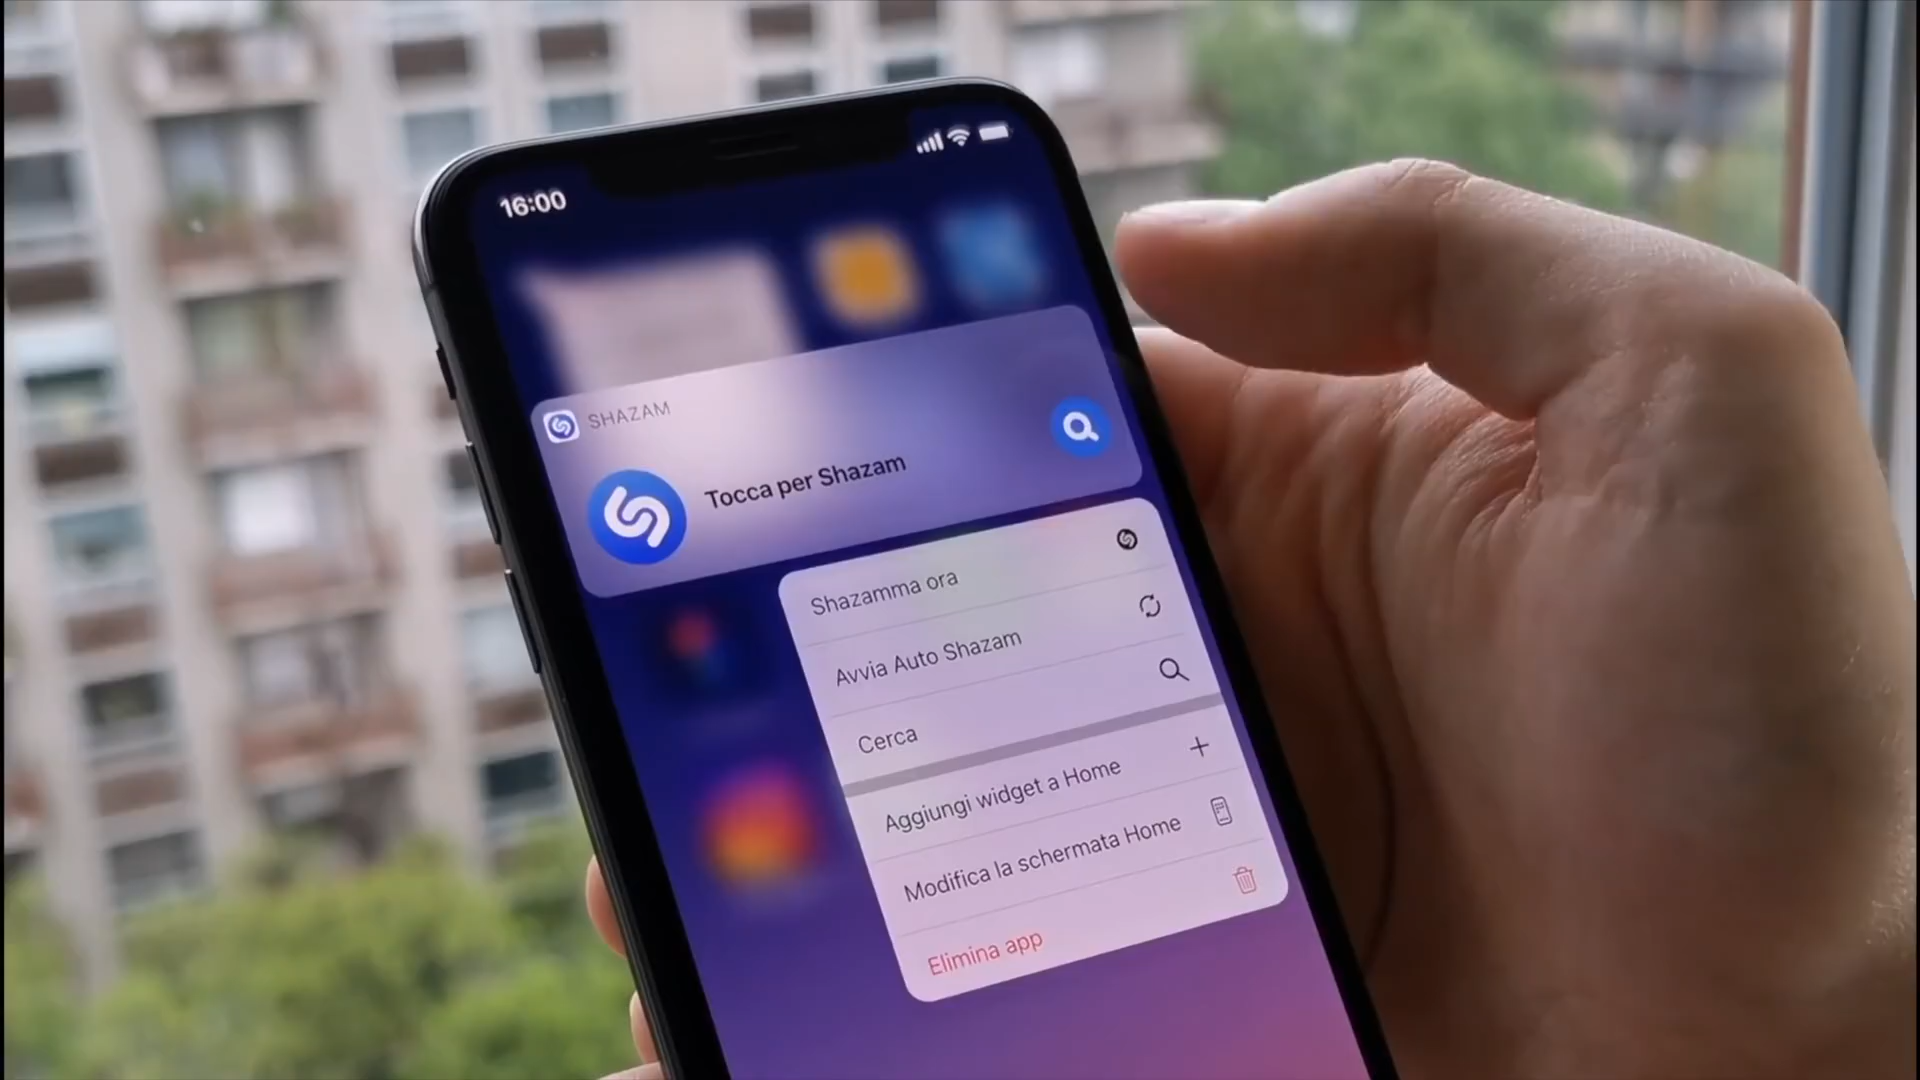 16:00
SHAZAM
Tocca per Shazam
Shazamma ora
Avvia Auto Shazam
Cerca
Aggiungi widget a Home
Modifica la schermata Home
Elimina app